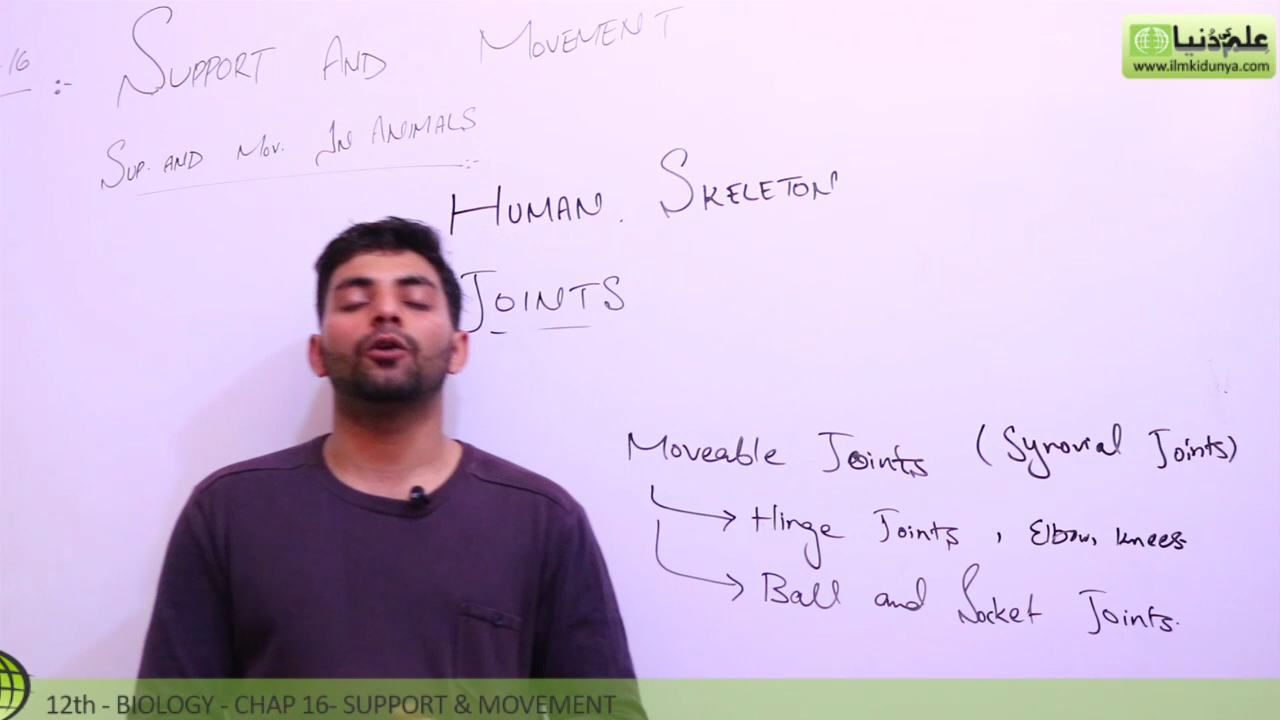 -16 :- SUPPORT AND MOVEMENT
SUP. AND MOV. IN ANIMALS :-
HUMAN. SKELETON
JOINTS
Moveable Joints (Synovial Joints)
Hinge Joints, Elbow, knees
Ball and Socket Joints.
علم کی دُنیا
www.ilmkidunya.com
12th - BIOLOGY - CHAP 16- SUPPORT & MOVEMENT